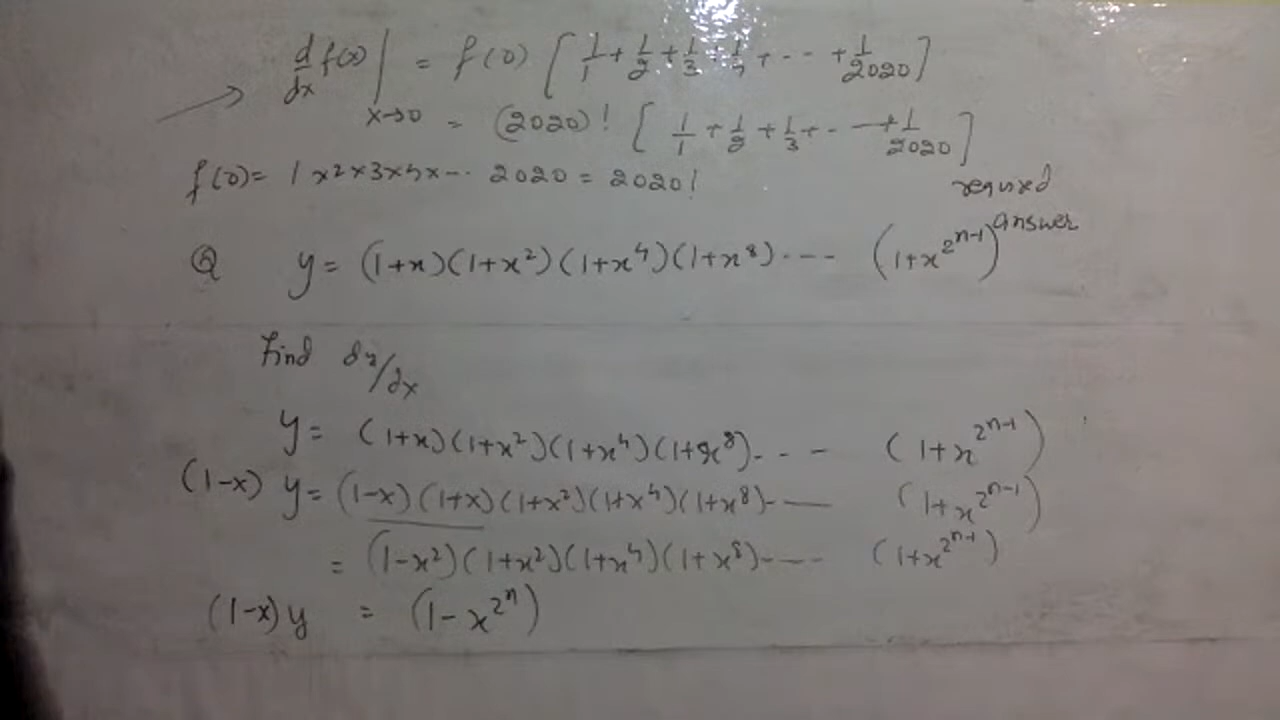 d/dx f(x) |x→0 = f(0) [ 1/1 + 1/2 + 1/3 + 1/4 + --- + 1/2020 ]
= (2020)! [ 1/1 + 1/2 + 1/3 + - - + 1/2020 ]
f(0) = 1×2×3×4×--- 2020 = 2020!
required answer
Q y = (1+x)(1+x²)(1+x⁴)(1+x⁸) ---- (1+x^2^(n-1))
Find dy/dx
y = (1+x)(1+x²)(1+x⁴)(1+x⁸) --- - (1+x^2^(n-1))
(1-x) y = (1-x)(1+x)(1+x²)(1+x⁴)(1+x⁸) --- (1+x^2^(n-1))
= (1-x²)(1+x²)(1+x⁴)(1+x⁸) ---- (1+x^2^(n-1))
(1-x)y = (1-x^2^n)